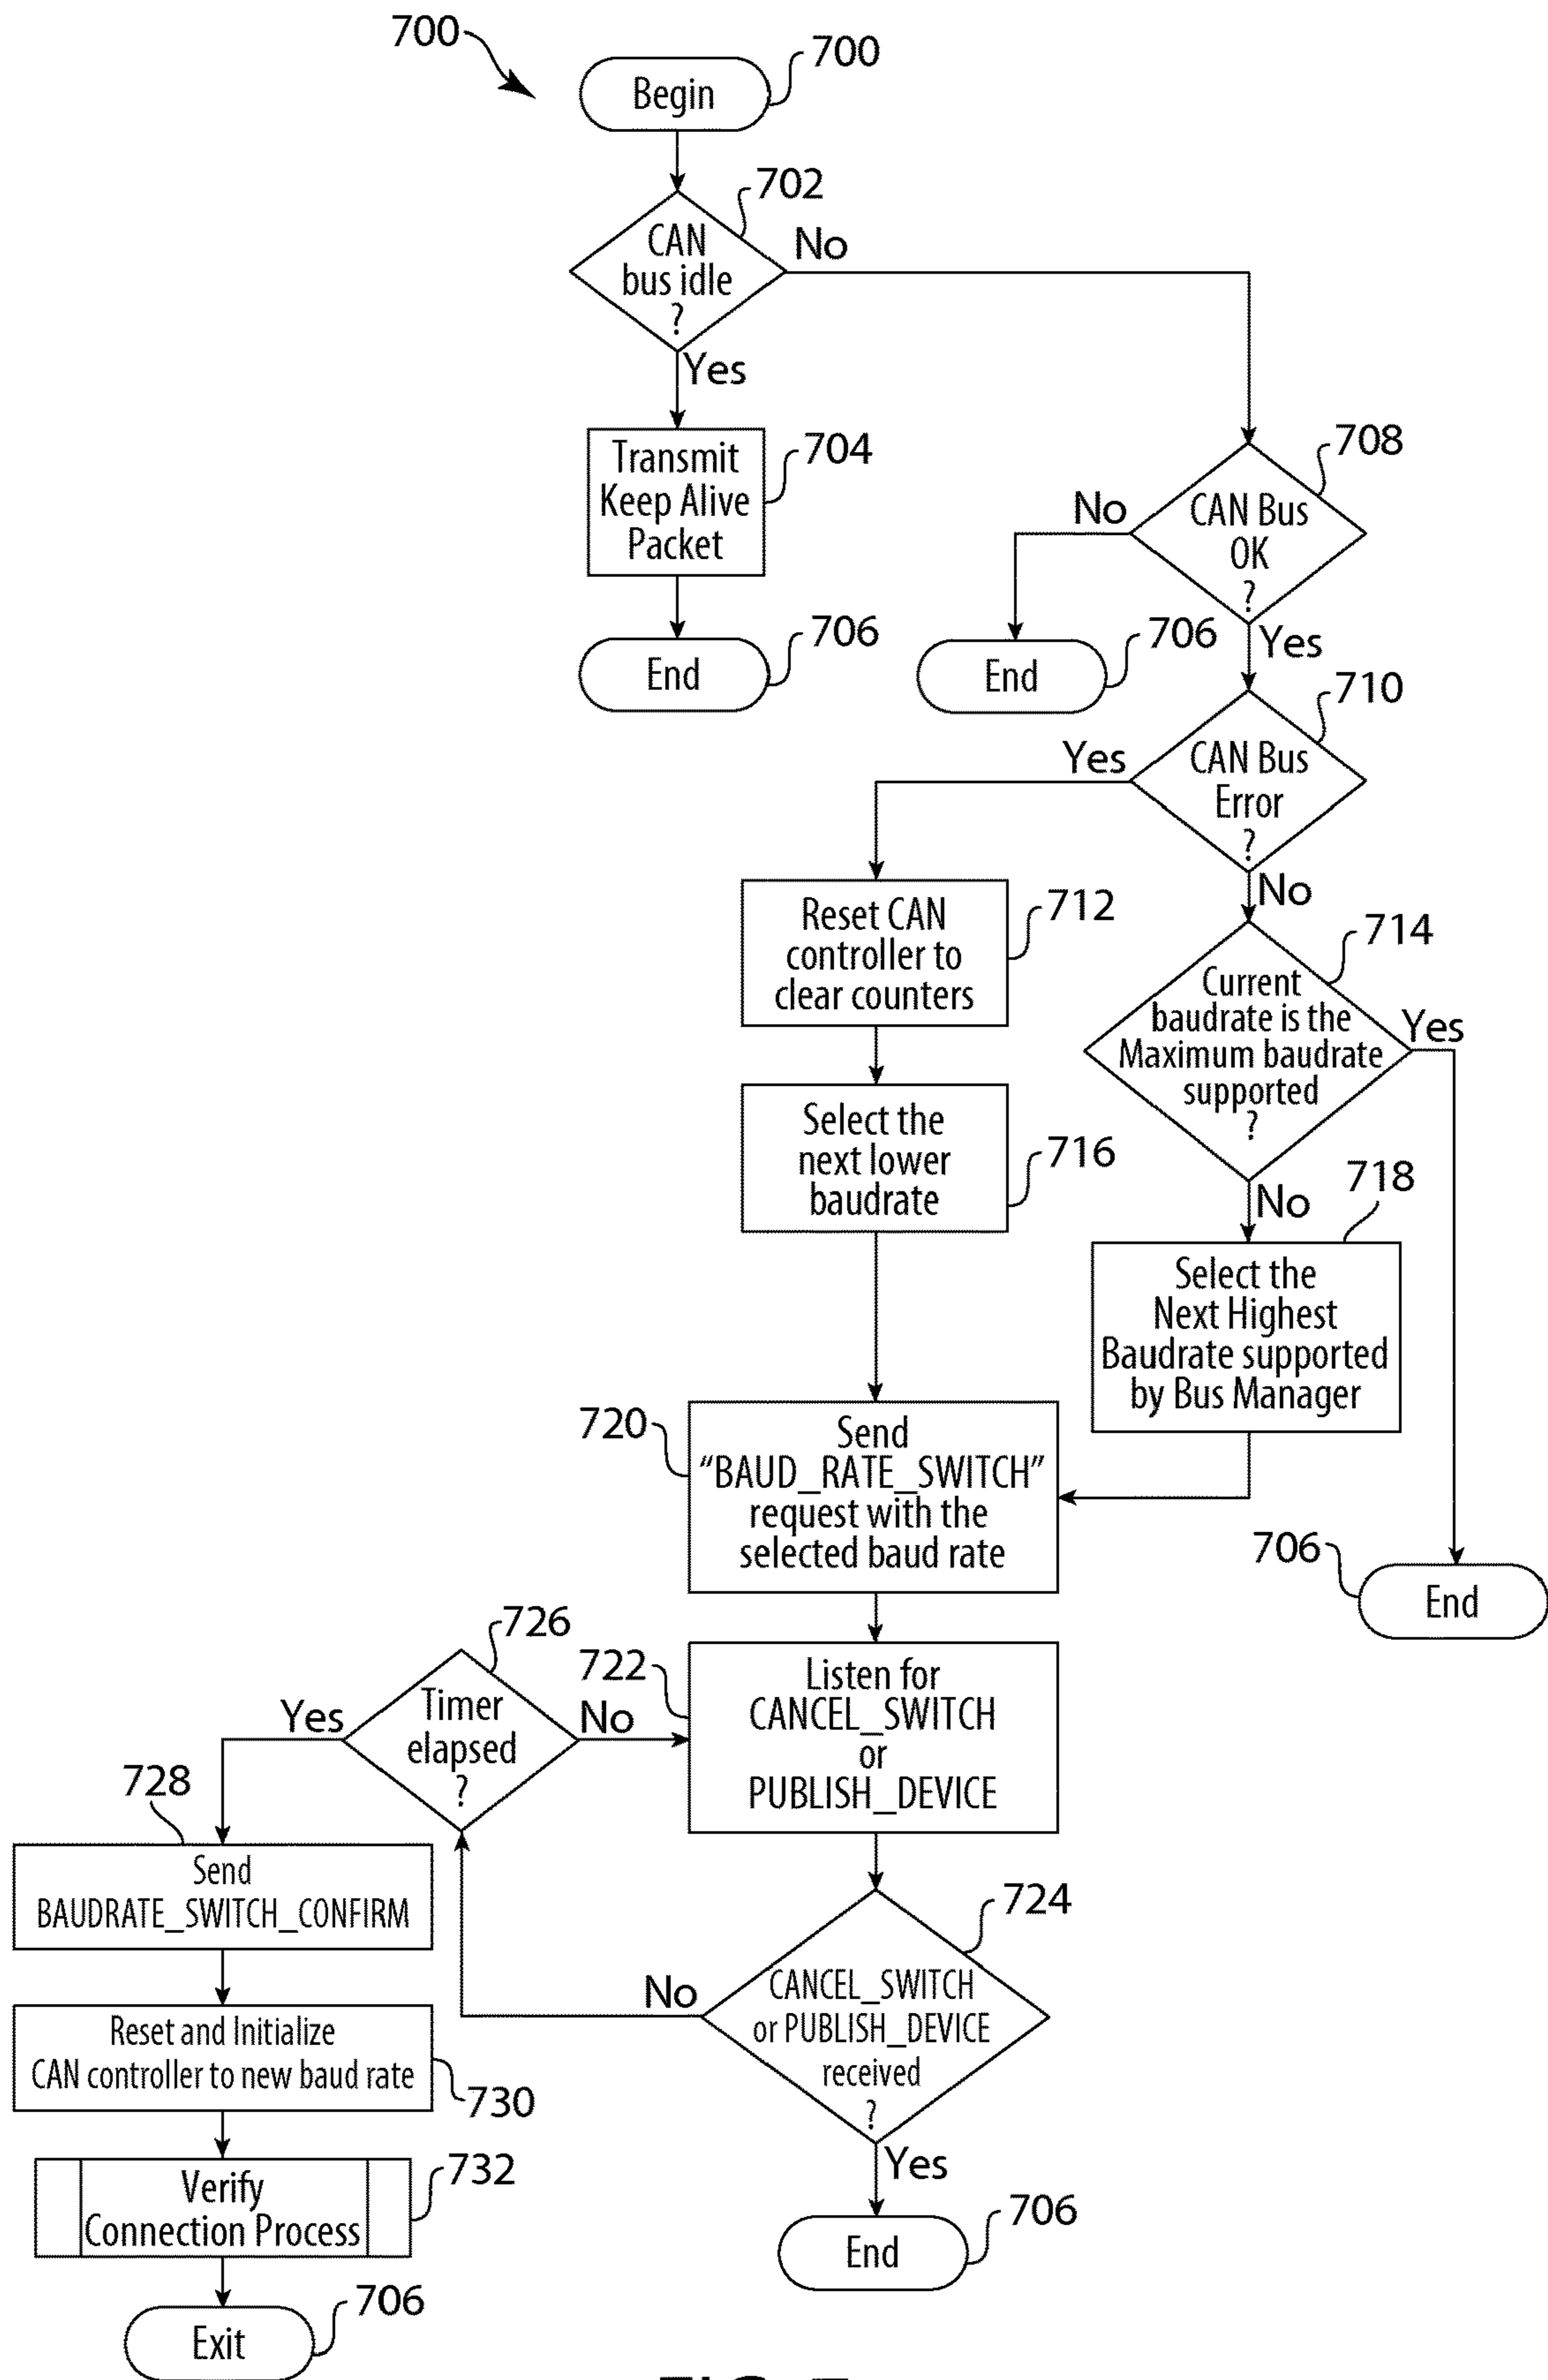 700
Begin
700
702
CAN
bus idle
?
No
Yes
Transmit
Keep Alive
Packet
704
708
CAN Bus
OK
?
No
Yes
End
706
End
706
710
CAN Bus
Error
?
Yes
No
Reset CAN
controller to
clear counters
712
714
Current
baudrate is the
Maximum baudrate
supported
?
Yes
No
Select the
next lower
baudrate
716
718
Select the
Next Highest
Baudrate supported
by Bus Manager
720
Send
“BAUD_RATE_SWITCH”
request with the
selected baud rate
706
End
726
Timer
elapsed
?
Yes
No
722
Listen for
CANCEL_SWITCH
or
PUBLISH_DEVICE
728
Send
BAUDRATE_SWITCH_CONFIRM
724
CANCEL_SWITCH
or PUBLISH_DEVICE
received
?
No
Yes
Reset and Initialize
CAN controller to new baud rate
730
Verify
Connection Process
732
End
706
Exit
706